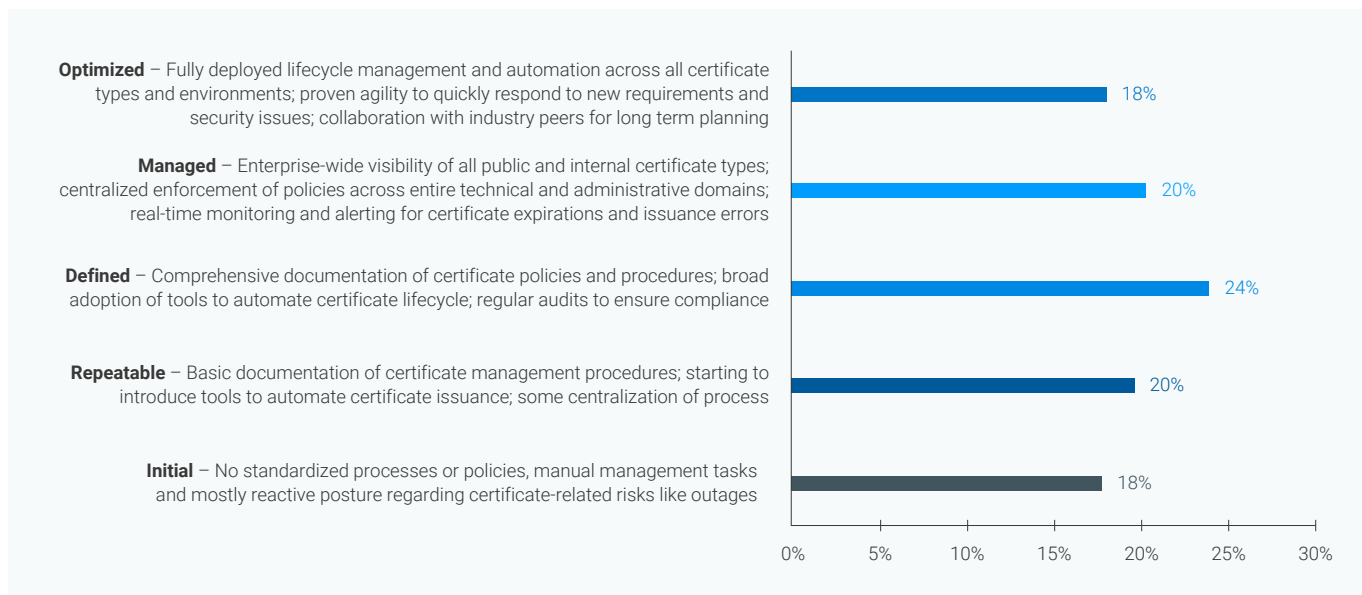 Optimized – Fully deployed lifecycle management and automation across all certificate
types and environments; proven agility to quickly respond to new requirements and
security issues; collaboration with industry peers for long term planning
18%
Managed – Enterprise-wide visibility of all public and internal certificate types;
centralized enforcement of policies across entire technical and administrative domains;
real-time monitoring and alerting for certificate expirations and issuance errors
20%
Defined – Comprehensive documentation of certificate policies and procedures; broad
adoption of tools to automate certificate lifecycle; regular audits to ensure compliance
24%
Repeatable – Basic documentation of certificate management procedures; starting to
introduce tools to automate certificate issuance; some centralization of process
20%
Initial – No standardized processes or policies, manual management tasks
and mostly reactive posture regarding certificate-related risks like outages
18%
0% 5% 10% 15% 20% 25% 30%